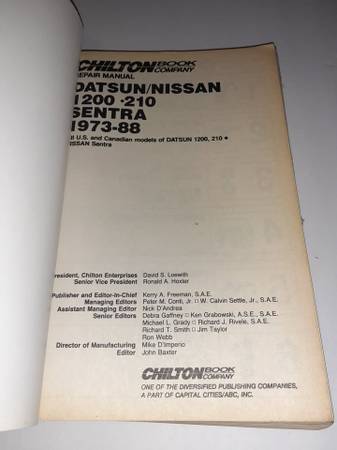 CHILTON BOOK COMPANY
REPAIR MANUAL
DATSUN/NISSAN
1200 · 210
SENTRA
1973-88
U.S. and Canadian models of DATSUN 1200, 210 •
NISSAN Sentra
President, Chilton Enterprises David S. Loewith
Senior Vice President Ronald A. Hoxter
Publisher and Editor-In-Chief Kerry A. Freeman, S.A.E.
Managing Editors Peter M. Conti, Jr. □ W. Calvin Settle, Jr., S.A.E.
Assistant Managing Editor Nick D'Andrea
Senior Editors Debra Gaffney □ Ken Grabowski, A.S.E., S.A.E.
Michael L. Grady □ Richard J. Rivele, S.A.E.
Richard T. Smith □ Jim Taylor
Ron Webb
Director of Manufacturing Mike D'Imperio
Editor John Baxter
CHILTON BOOK COMPANY
ONE OF THE DIVERSIFIED PUBLISHING COMPANIES,
A PART OF CAPITAL CITIES/ABC, INC.